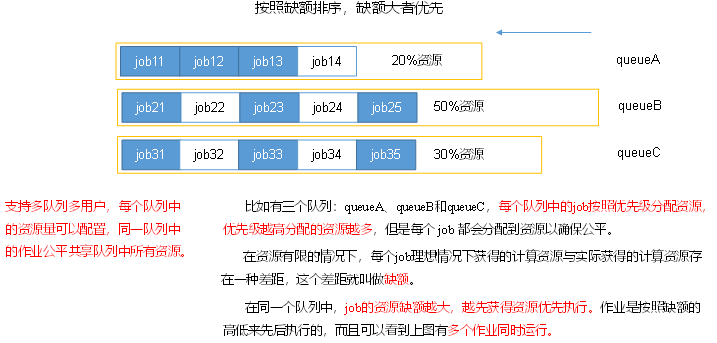 按照缺额排序，缺额大者优先
job11 job12 job13 job14 20%资源 queueA
job21 job22 job23 job24 job25 50%资源 queueB
job31 job32 job33 job34 job35 30%资源 queueC
支持多队列多用户，每个队列中
的资源量可以配置，同一队列中
的作业公平共享队列中所有资源。
比如有三个队列：queueA、queueB和queueC，每个队列中的job按照优先级分配资源，
优先级越高分配的资源越多，但是每个 job 都会分配到资源以确保公平。
在资源有限的情况下，每个job理想情况下获得的计算资源与实际获得的计算资源存
在一种差距，这个差距就叫做缺额。
在同一个队列中，job的资源缺额越大，越先获得资源优先执行。作业是按照缺额的
高低来先后执行的，而且可以看到上图有多个作业同时运行。